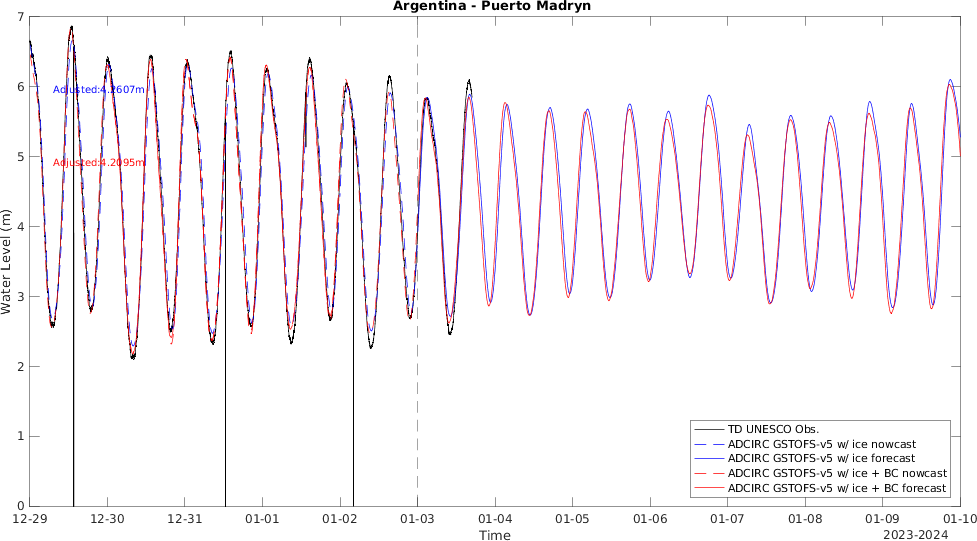 Argentina - Puerto Madryn
7
6
5
4
3
2
1
0
Water Level (m)
Adjusted:4.2607m
Adjusted:4.2095m
TD UNESCO Obs.
ADCIRC GSTOFS-v5 w/ ice nowcast
ADCIRC GSTOFS-v5 w/ ice forecast
ADCIRC GSTOFS-v5 w/ ice + BC nowcast
ADCIRC GSTOFS-v5 w/ ice + BC forecast
12-29 12-30 12-31 01-01 01-02 01-03 01-04 01-05 01-06 01-07 01-08 01-09 01-10
Time
2023-2024